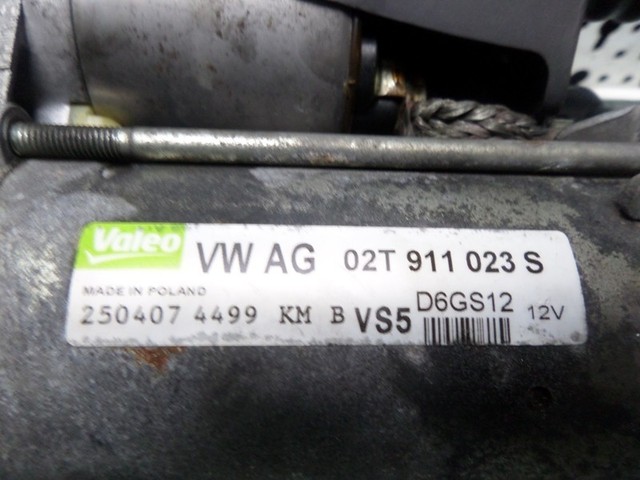 Valeo VW AG 02T 911 023 S
MADE IN POLAND
250407 4499 KM B VS5 D6GS12 12V